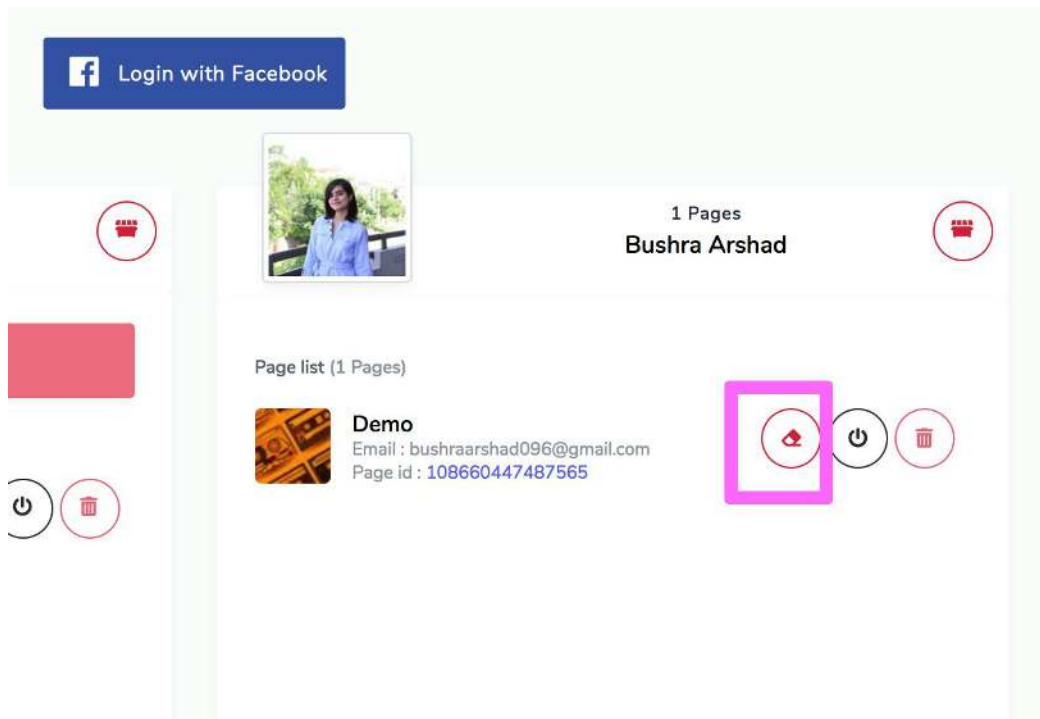 Login with Facebook
1 Pages
Bushra Arshad
Page list (1 Pages)
Demo
Email : bushraarshad096@gmail.com
Page id : 108660447487565